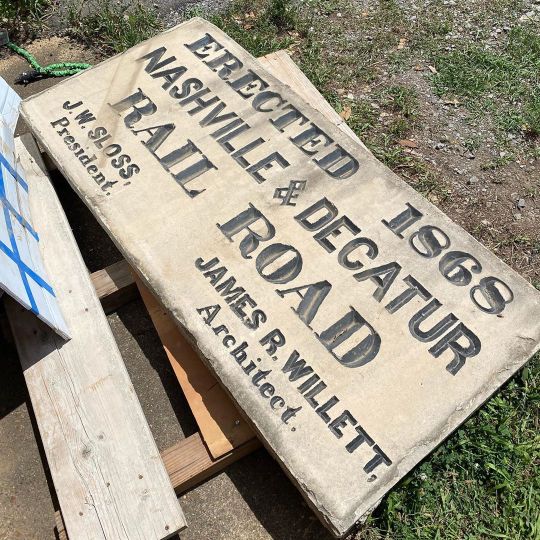 ERECTED 1868
NASHVILLE & DECATUR
RAIL ROAD
J.W. SLOSS, JAMES R. WILLETT,
President. Architect.